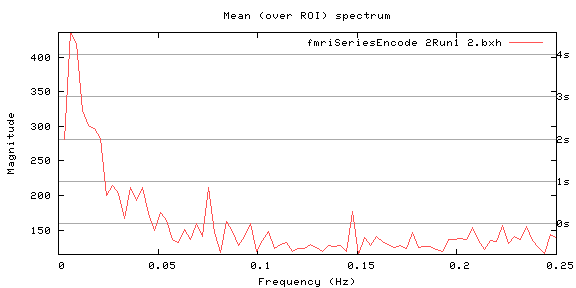 Mean (over ROI) spectrum
fmriSeriesEncode 2Run1 2.bxh
400
350
300
250
200
150
4s
3s
2s
1s
0s
Magnitude
0
0.05
0.1
0.15
0.2
0.25
Frequency (Hz)